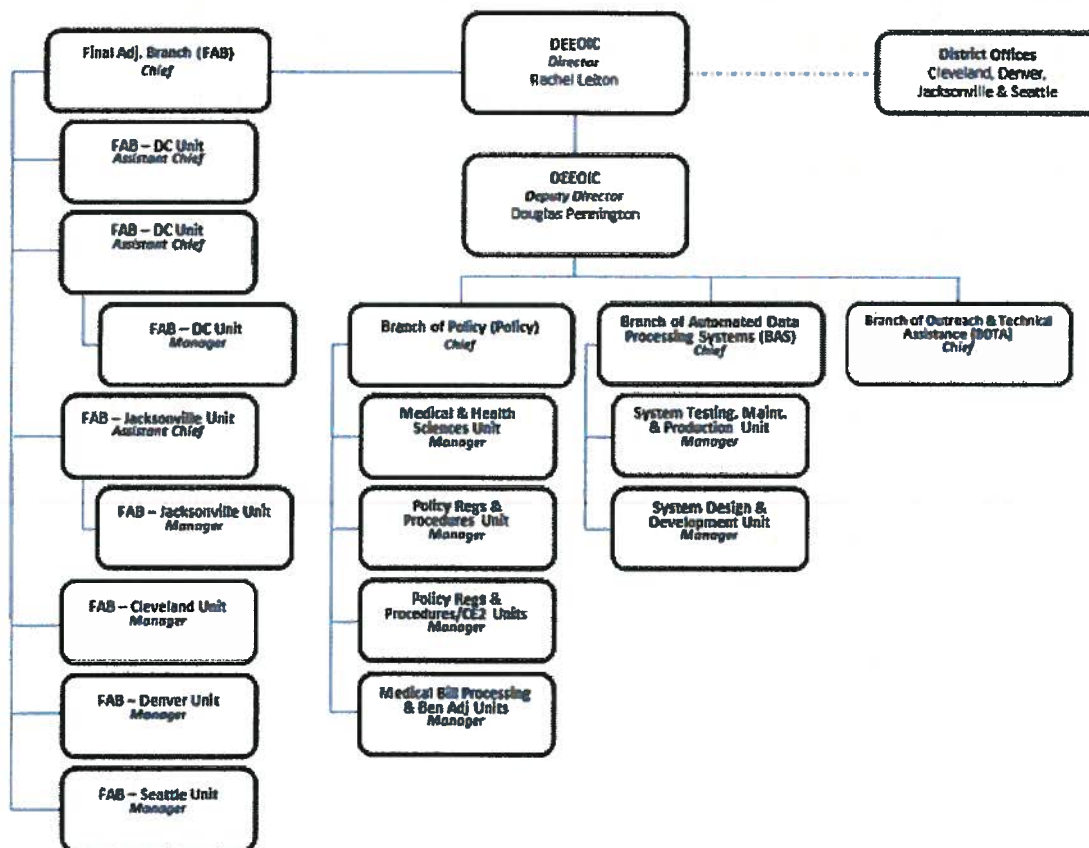 Final Adj. Branch (FAB)
Chief
DEEOIC
Director
Rachel Leiton
District Offices
Cleveland, Denver,
Jacksonville & Seattle
FAB – DC Unit
Assistant Chief
DEEOIC
Deputy Director
Douglas Pennington
FAB – DC Unit
Assistant Chief
FAB – DC Unit
Manager
Branch of Policy (Policy)
Chief
Branch of Automated Data
Processing Systems (BAS)
Chief
Branch of Outreach & Technical
Assistance (BOTA)
Chief
FAB – Jacksonville Unit
Assistant Chief
Medical & Health
Sciences Unit
Manager
System Testing, Maint.
& Production Unit
Manager
FAB – Jacksonville Unit
Manager
Policy Regs &
Procedures Unit
Manager
System Design &
Development Unit
Manager
FAB – Cleveland Unit
Manager
Policy Regs &
Procedures/CE2 Units
Manager
FAB – Denver Unit
Manager
Medical Bill Processing
& Ben Adj Units
Manager
FAB – Seattle Unit
Manager